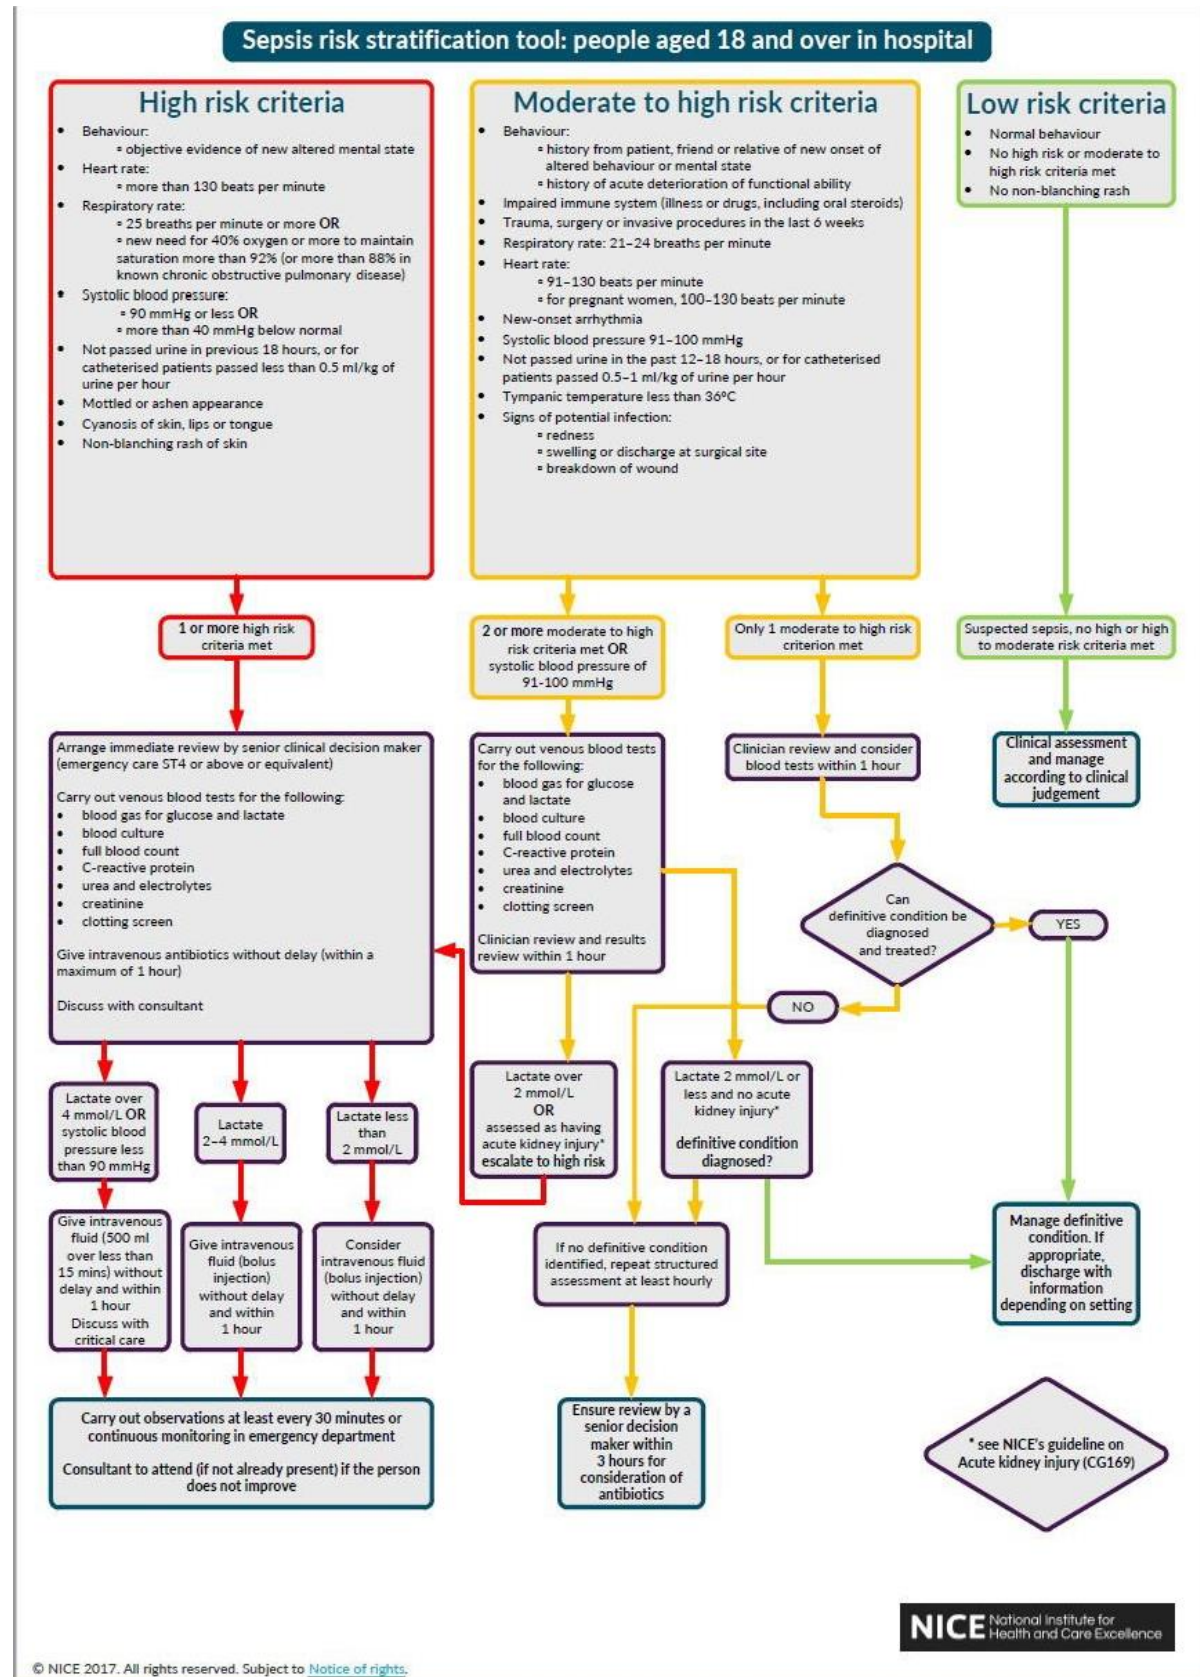 Sepsis risk stratification tool: people aged 18 and over in hospital
High risk criteria
• Behaviour:
▫ objective evidence of new altered mental state
• Heart rate:
▫ more than 130 beats per minute
• Respiratory rate:
▫ 25 breaths per minute or more OR
▫ new need for 40% oxygen or more to maintain
saturation more than 92% (or more than 88% in
known chronic obstructive pulmonary disease)
• Systolic blood pressure:
▫ 90 mmHg or less OR
▫ more than 40 mmHg below normal
• Not passed urine in previous 18 hours, or for
catheterised patients passed less than 0.5 ml/kg of
urine per hour
• Mottled or ashen appearance
• Cyanosis of skin, lips or tongue
• Non-blanching rash of skin
Moderate to high risk criteria
• Behaviour:
▫ history from patient, friend or relative of new onset of
altered behaviour or mental state
▫ history of acute deterioration of functional ability
• Impaired immune system (illness or drugs, including oral steroids)
• Trauma, surgery or invasive procedures in the last 6 weeks
• Respiratory rate: 21–24 breaths per minute
• Heart rate:
▫ 91–130 beats per minute
▫ for pregnant women, 100–130 beats per minute
• New-onset arrhythmia
• Systolic blood pressure 91–100 mmHg
• Not passed urine in the past 12–18 hours, or for catheterised
patients passed 0.5–1 ml/kg of urine per hour
• Tympanic temperature less than 36ºC
• Signs of potential infection:
▫ redness
▫ swelling or discharge at surgical site
▫ breakdown of wound
Low risk criteria
• Normal behaviour
• No high risk or moderate to
high risk criteria met
• No non-blanching rash
1 or more high risk
criteria met
2 or more moderate to high
risk criteria met OR
systolic blood pressure of
91-100 mmHg
Only 1 moderate to high risk
criterion met
Suspected sepsis, no high or high
to moderate risk criteria met
Arrange immediate review by senior clinical decision maker
(emergency care ST4 or above or equivalent)
Carry out venous blood tests for the following:
• blood gas for glucose and lactate
• blood culture
• full blood count
• C-reactive protein
• urea and electrolytes
• creatinine
• clotting screen
Give intravenous antibiotics without delay (within a
maximum of 1 hour)
Discuss with consultant
Carry out venous blood tests
for the following:
• blood gas for glucose
and lactate
• blood culture
• full blood count
• C-reactive protein
• urea and electrolytes
• creatinine
• clotting screen
Clinician review and results
review within 1 hour
Clinician review and consider
blood tests within 1 hour
Clinical assessment
and manage
according to clinical
judgement
Can
definitive condition be
diagnosed
and treated?
YES
NO
Lactate over
4 mmol/L OR
systolic blood
pressure less
than 90 mmHg
Lactate
2–4 mmol/L
Lactate less
than
2 mmol/L
Lactate over
2 mmol/L
OR
assessed as having
acute kidney injury*
escalate to high risk
Lactate 2 mmol/L or
less and no acute
kidney injury*
definitive condition
diagnosed?
Give intravenous
fluid (500 ml
over less than
15 mins) without
delay and within
1 hour
Discuss with
critical care
Give intravenous
fluid (bolus
injection)
without delay
and within
1 hour
Consider
intravenous fluid
(bolus injection)
without delay
and within
1 hour
If no definitive condition
identified, repeat structured
assessment at least hourly
Manage definitive
condition. If
appropriate,
discharge with
information
depending on setting
Carry out observations at least every 30 minutes or
continuous monitoring in emergency department
Consultant to attend (if not already present) if the person
does not improve
Ensure review by a
senior decision
maker within
3 hours for
consideration of
antibiotics
* see NICE's guideline on
Acute kidney injury (CG169)
NICE National Institute for
Health and Care Excellence
© NICE 2017. All rights reserved. Subject to Notice of rights.